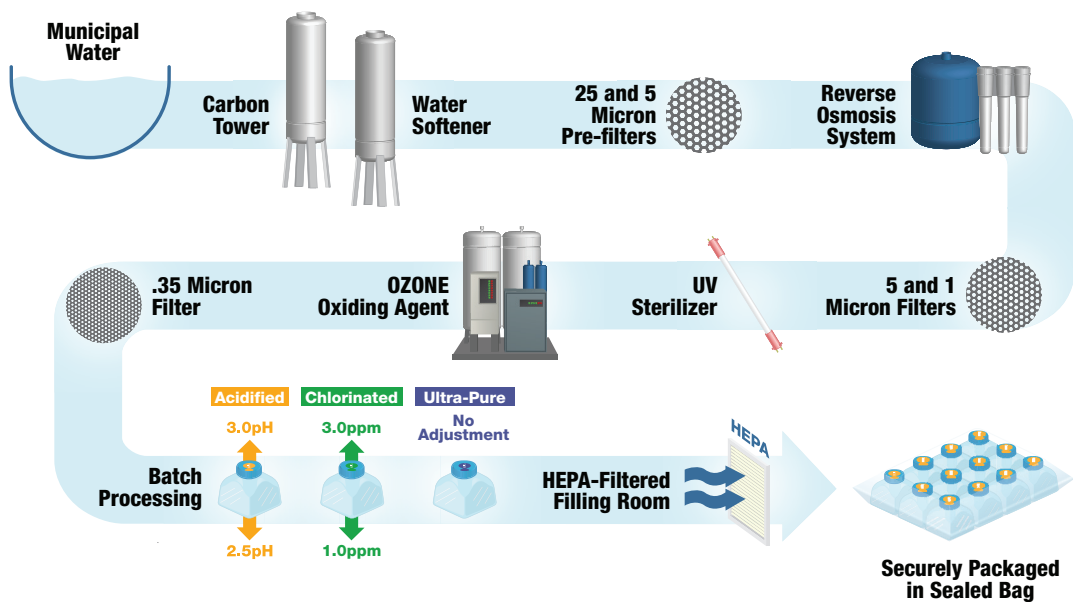 Municipal
Water
Carbon
Tower
Water
Softener
25 and 5
Micron
Pre-filters
Reverse
Osmosis
System
.35 Micron
Filter
OZONE
Oxiding Agent
UV
Sterilizer
5 and 1
Micron Filters
Acidified
Chlorinated
Ultra-Pure
3.0pH
3.0ppm
No
Adjustment
Batch
Processing
2.5pH
1.0ppm
HEPA-Filtered
Filling Room
HEPA
Securely Packaged
in Sealed Bag